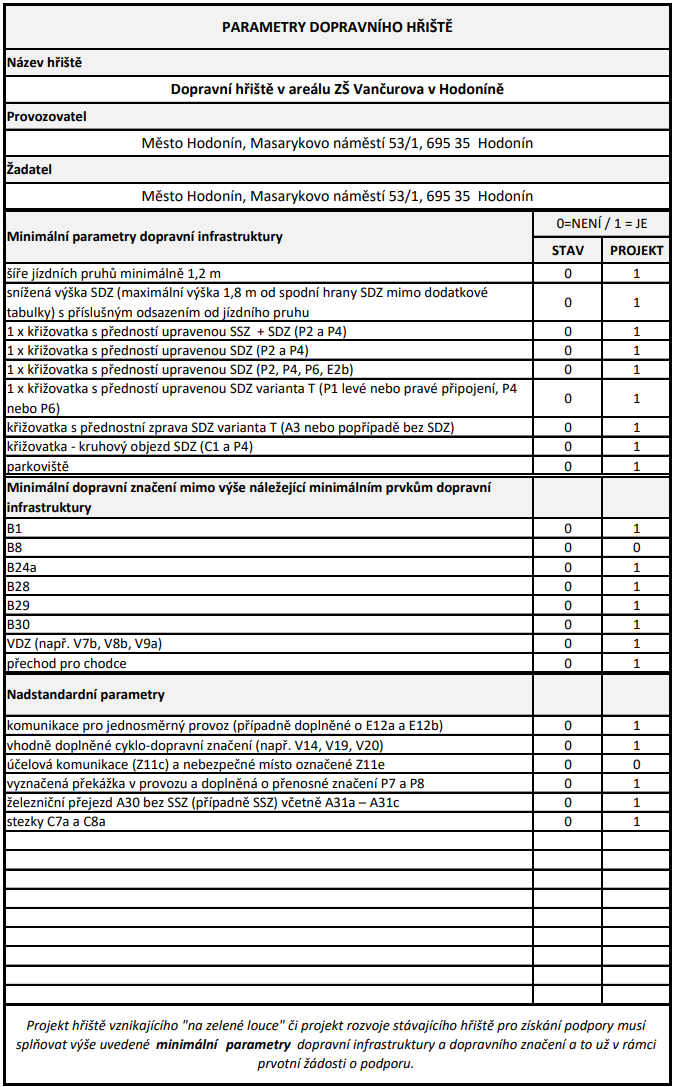 PARAMETRY DOPRAVNÍHO HŘIŠTĚ
Název hřiště
Dopravní hřiště v areálu ZŠ Vančurova v Hodoníně
Provozovatel
Město Hodonín, Masarykovo náměstí 53/1, 695 35 Hodonín
Žadatel
Město Hodonín, Masarykovo náměstí 53/1, 695 35 Hodonín
Minimální parametry dopravní infrastruktury
0=NENÍ / 1 = JE
STAV PROJEKT
šíře jízdních pruhů minimálně 1,2 m 0 1
snížená výška SDZ (maximální výška 1,8 m od spodní hrany SDZ mimo dodatkové
tabulky) s příslušným odsazením od jízdního pruhu 0 1
1 x křižovatka s předností upravenou SSZ + SDZ (P2 a P4) 0 1
1 x křižovatka s předností upravenou SDZ (P2 a P4) 0 1
1 x křižovatka s předností upravenou SDZ (P2, P4, P6, E2b) 0 1
1 x křižovatka s předností upravenou SDZ varianta T (P1 levé nebo pravé připojení, P4
nebo P6) 0 1
křižovatka s přednostní zprava SDZ varianta T (A3 nebo popřípadě bez SDZ) 0 1
křižovatka - kruhový objezd SDZ (C1 a P4) 0 1
parkoviště 0 1
Minimální dopravní značení mimo výše náležející minimálním prvkům dopravní
infrastruktury
B1 0 1
B8 0 0
B24a 0 1
B28 0 1
B29 0 1
B30 0 1
VDZ (např. V7b, V8b, V9a) 0 1
přechod pro chodce 0 1
Nadstandardní parametry
komunikace pro jednosměrný provoz (případně doplněné o E12a a E12b) 0 1
vhodně doplněné cyklo-dopravní značení (např. V14, V19, V20) 0 1
účelová komunikace (Z11c) a nebezpečné místo označené Z11e 0 0
vyznačená překážka v provozu a doplněná o přenosné značení P7 a P8 0 1
železniční přejezd A30 bez SSZ (případně SSZ) včetně A31a – A31c 0 1
stezky C7a a C8a 0 1
Projekt hřiště vznikajícího "na zelené louce" či projekt rozvoje stávajícího hřiště pro získání podpory musí
splňovat výše uvedené minimální parametry dopravní infrastruktury a dopravního značení a to už v rámci
prvotní žádosti o podporu.